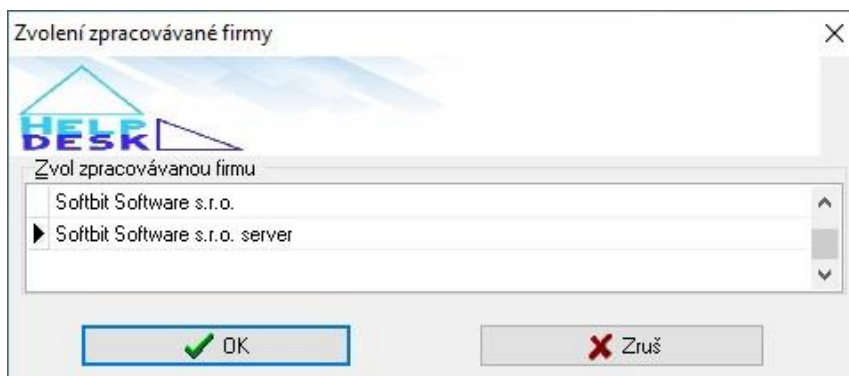 Zvolení zpracovávané firmy
HELP
DESK
Zvol zpracovávanou firmu
Softbit Software s.r.o.
Softbit Software s.r.o. server
OK
Zruš